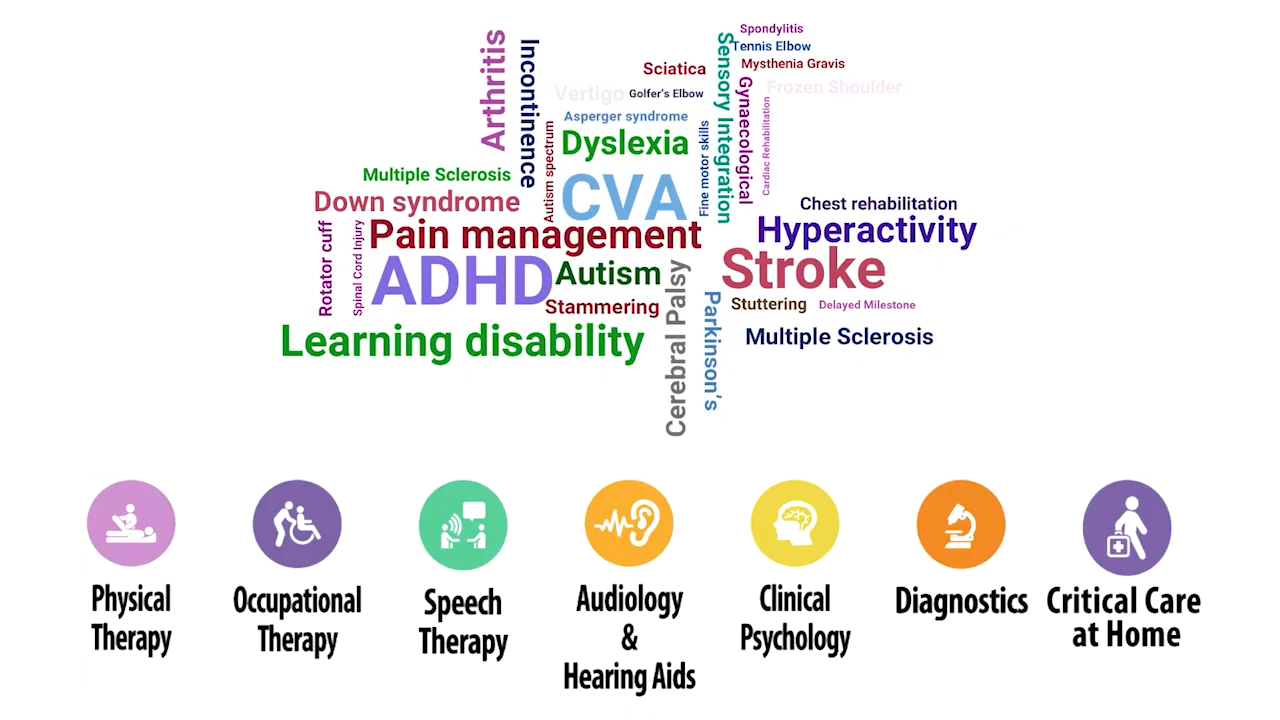 Arthritis
Incontinence
Vertigo
Sciatica
Golfer's Elbow
Asperger syndrome
Autism spectrum
Dyslexia
CVA
Fine motor skills
Sensory Integration
Spondylitis
Tennis Elbow
Mysthenia Gravis
Frozen Shoulder
Gynaecological
Cardiac Rehabilitation
Multiple Sclerosis
Down syndrome
Chest rehabilitation
Hyperactivity
Rotator cuff
Spinal Cord Injury
Pain management
ADHD
Autism
Stroke
Stammering
Cerebral Palsy
Parkinson's
Stuttering
Delayed Milestone
Learning disability
Multiple Sclerosis
Physical
Therapy
Occupational
Therapy
Speech
Therapy
Audiology
&
Hearing Aids
Clinical
Psychology
Diagnostics
Critical Care
at Home